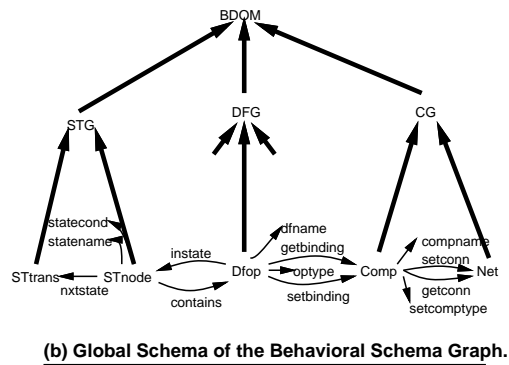 BDOM
STG
DFG
CG
statecond
statename
dfname
getbinding
compname
setconn
instate
STtrans
STnode
Dfop
optype
Comp
Net
nxtstate
contains
setbinding
getconn
setcomptype
(b) Global Schema of the Behavioral Schema Graph.